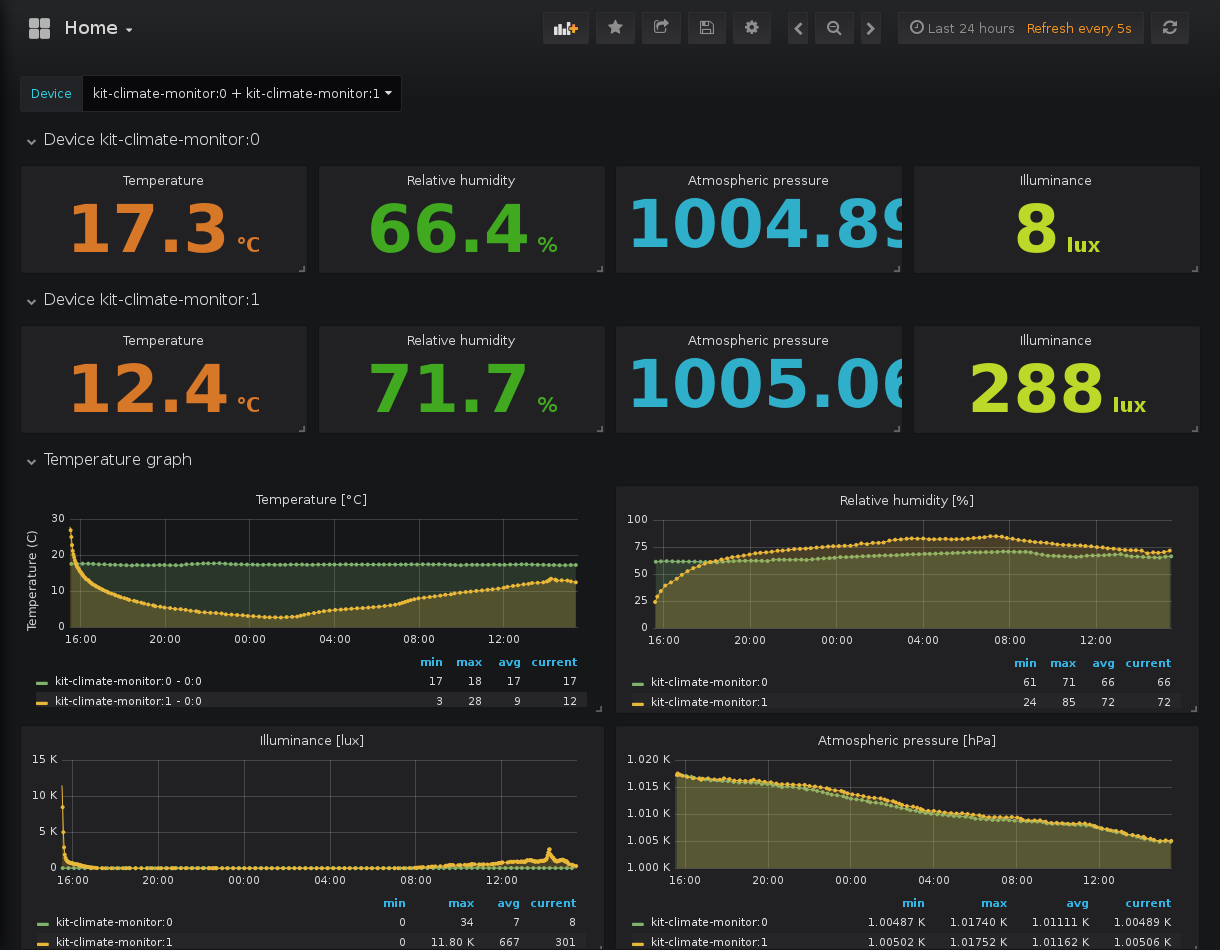 Home
Last 24 hours Refresh every 5s
Device kit-climate-monitor:0 + kit-climate-monitor:1
Device kit-climate-monitor:0
Temperature Relative humidity Atmospheric pressure Illuminance
17.3 °C 66.4 % 1004.89 8 lux
Device kit-climate-monitor:1
Temperature Relative humidity Atmospheric pressure Illuminance
12.4 °C 71.7 % 1005.06 288 lux
Temperature graph
Temperature [°C]
Temperature (C)
30
20
10
0
16:00 20:00 00:00 04:00 08:00 12:00
min max avg current
kit-climate-monitor:0 - 0:0 17 18 17 17
kit-climate-monitor:1 - 0:0 3 28 9 12
Relative humidity [%]
100
75
50
25
0
16:00 20:00 00:00 04:00 08:00 12:00
min max avg current
kit-climate-monitor:0 61 71 66 66
kit-climate-monitor:1 24 85 72 72
Illuminance [lux]
15 K
10 K
5 K
0
16:00 20:00 00:00 04:00 08:00 12:00
min max avg current
kit-climate-monitor:0 0 34 7 8
kit-climate-monitor:1 0 11.80 K 667 301
Atmospheric pressure [hPa]
1.020 K
1.015 K
1.010 K
1.005 K
1.000 K
16:00 20:00 00:00 04:00 08:00 12:00
min max avg current
kit-climate-monitor:0 1.00487 K 1.01740 K 1.01111 K 1.00489 K
kit-climate-monitor:1 1.00502 K 1.01752 K 1.01162 K 1.00506 K